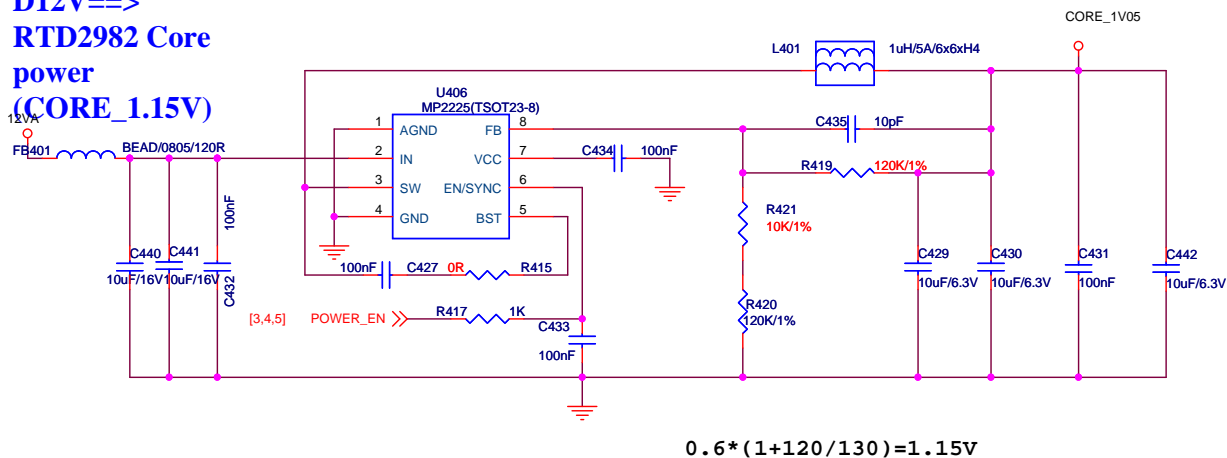 D12V==>
RTD2982 Core
power
(CORE_1.15V)
12VA
FB401
BEAD/0805/120R
CORE_1V05
L401
1uH/5A/6x6xH4
U406
MP2225(TSOT23-8)
1
AGND
FB
8
2
IN
VCC
7
3
SW
EN/SYNC
6
4
GND
BST
5
C434
100nF
C435
10pF
R419
120K/1%
R421
10K/1%
R420
120K/1%
100nF
C432
C440
10uF/16V
C441
10uF/16V
100nF
C427
0R
R415
[3,4,5]
POWER_EN
R417
1K
C433
100nF
C429
10uF/6.3V
C430
10uF/6.3V
C431
100nF
C442
10uF/6.3V
0.6*(1+120/130)=1.15V